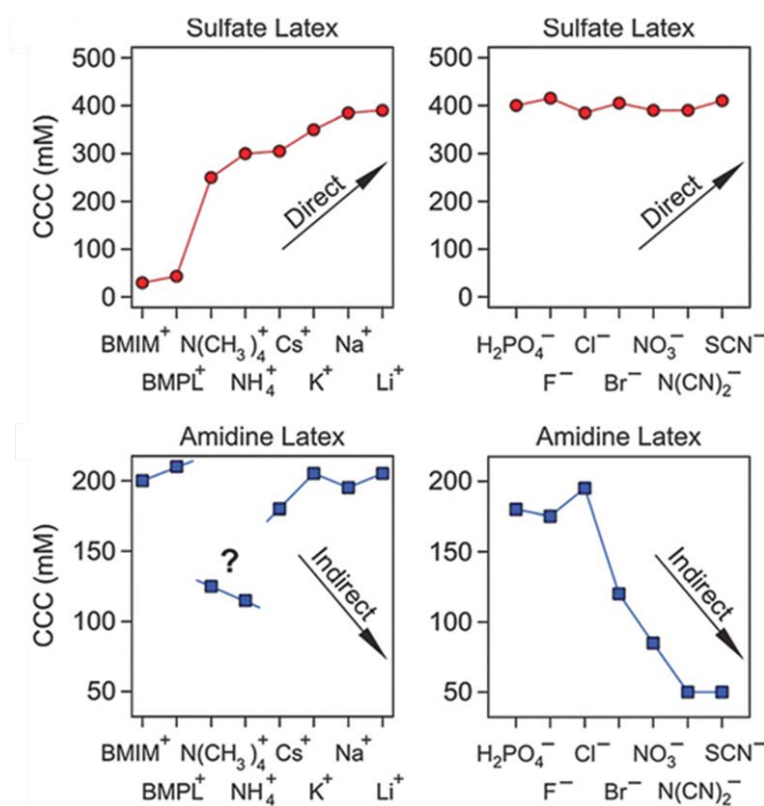 Sulfate Latex
CCC (mM)
500
400
300
200
100
0
Direct
BMIM⁺ N(CH₃)₄⁺ Cs⁺ Na⁺
BMPL⁺ NH₄⁺ K⁺ Li⁺
Sulfate Latex
500
400
300
200
100
0
Direct
H₂PO₄⁻ Cl⁻ NO₃⁻ SCN⁻
F⁻ Br⁻ N(CN)₂⁻
Amidine Latex
CCC (mM)
200
150
100
50
?
Indirect
BMIM⁺ N(CH₃)₄⁺ Cs⁺ Na⁺
BMPL⁺ NH₄⁺ K⁺ Li⁺
Amidine Latex
200
150
100
50
Indirect
H₂PO₄⁻ Cl⁻ NO₃⁻ SCN⁻
F⁻ Br⁻ N(CN)₂⁻